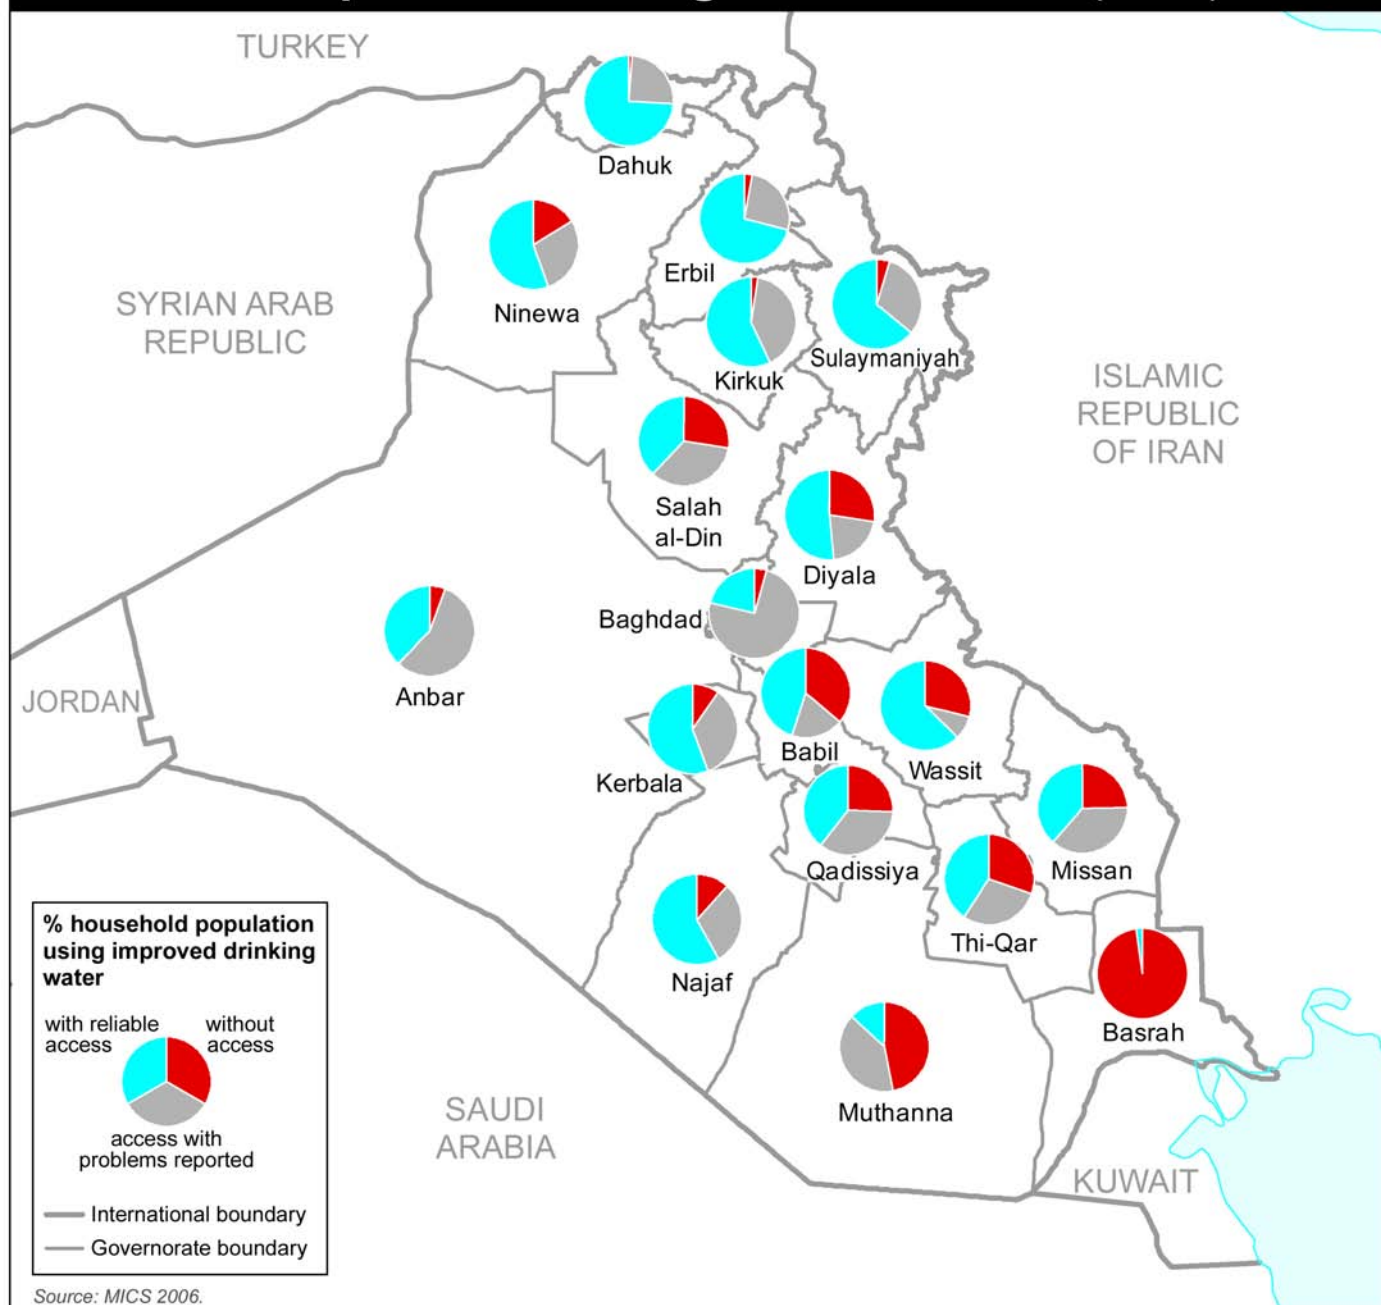 TURKEY
Dahuk
Erbil
Ninewa
SYRIAN ARAB
REPUBLIC
Sulaymaniyah
Kirkuk
ISLAMIC
REPUBLIC
OF IRAN
Salah
al-Din
Diyala
Baghdad
Anbar
JORDAN
Babil
Wassit
Kerbala
Qadissiya
Missan
Thi-Qar
Najaf
Basrah
Muthanna
SAUDI
ARABIA
KUWAIT
% household population
using improved drinking
water
with reliable
access
without
access
access with
problems reported
International boundary
Governorate boundary
Source: MICS 2006.